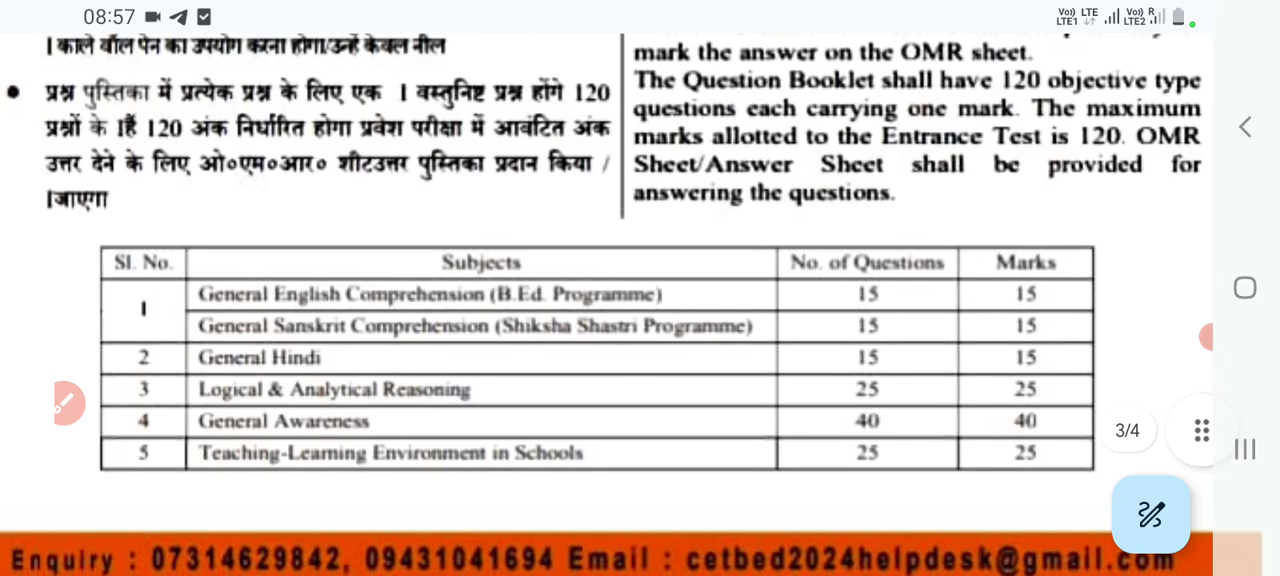 08:57
Vo) LTE LTE1 Vo) R LTE2
। काले बॉल पेन का उपयोग करना होगा/उन्हें केवल नील
● प्रश्न पुस्तिका में प्रत्येक प्रश्न के लिए एक । वस्तुनिष्ट प्रश्न होंगे 120
प्रश्नों के ।हैं 120 अंक निर्धारित होगा प्रवेश परीक्षा में आवंटित अंक
उत्तर देने के लिए ओ०एम०आर० शीटउत्तर पुस्तिका प्रदान किया /
।जाएगा
mark the answer on the OMR sheet.
The Question Booklet shall have 120 objective type
questions each carrying one mark. The maximum
marks allotted to the Entrance Test is 120. OMR
Sheet/Answer Sheet shall be provided for
answering the questions.
Sl. No. Subjects No. of Questions Marks
1 General English Comprehension (B.Ed. Programme) 15 15
General Sanskrit Comprehension (Shiksha Shastri Programme) 15 15
2 General Hindi 15 15
3 Logical & Analytical Reasoning 25 25
4 General Awareness 40 40
5 Teaching-Learning Environment in Schools 25 25
3/4
Enquiry : 07314629842, 09431041694 Email : cetbed2024helpdesk@gmail.com